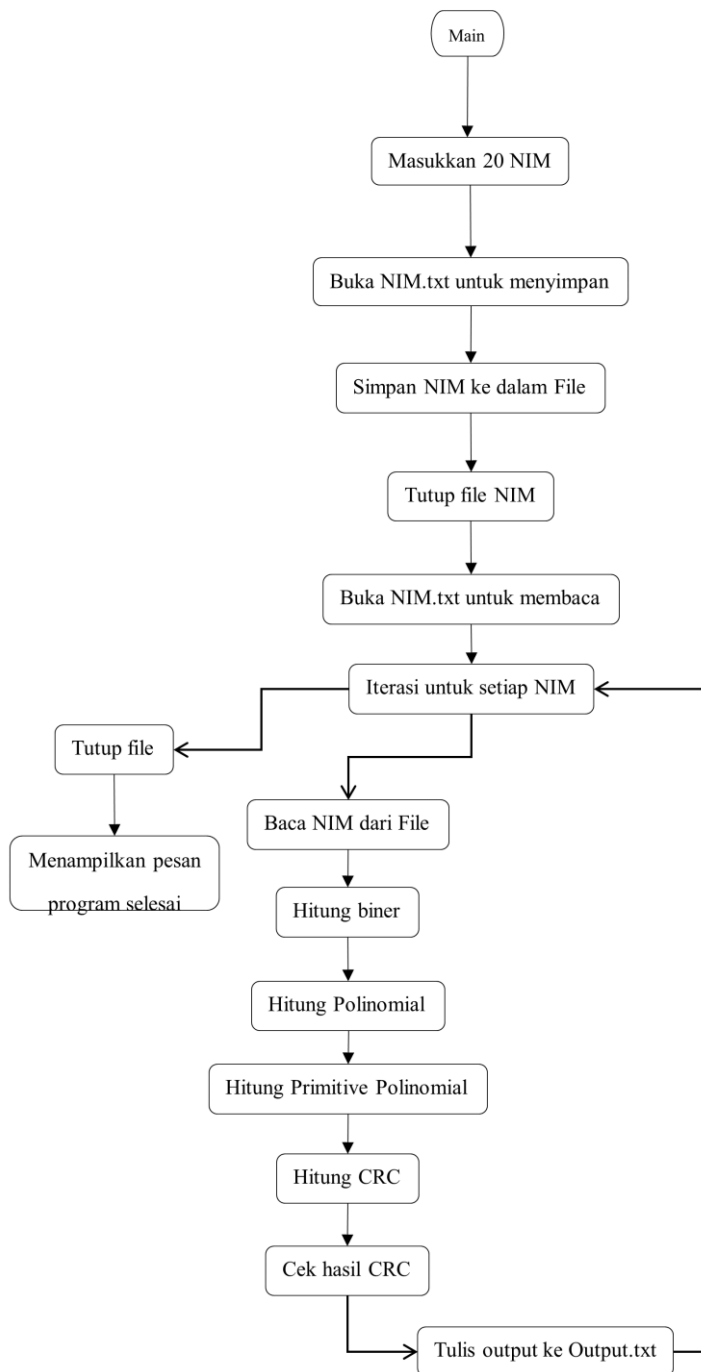 Main
Masukkan 20 NIM
Buka NIM.txt untuk menyimpan
Simpan NIM ke dalam File
Tutup file NIM
Buka NIM.txt untuk membaca
Iterasi untuk setiap NIM
Tutup file
Menampilkan pesan
program selesai
Baca NIM dari File
Hitung biner
Hitung Polinomial
Hitung Primitive Polinomial
Hitung CRC
Cek hasil CRC
Tulis output ke Output.txt